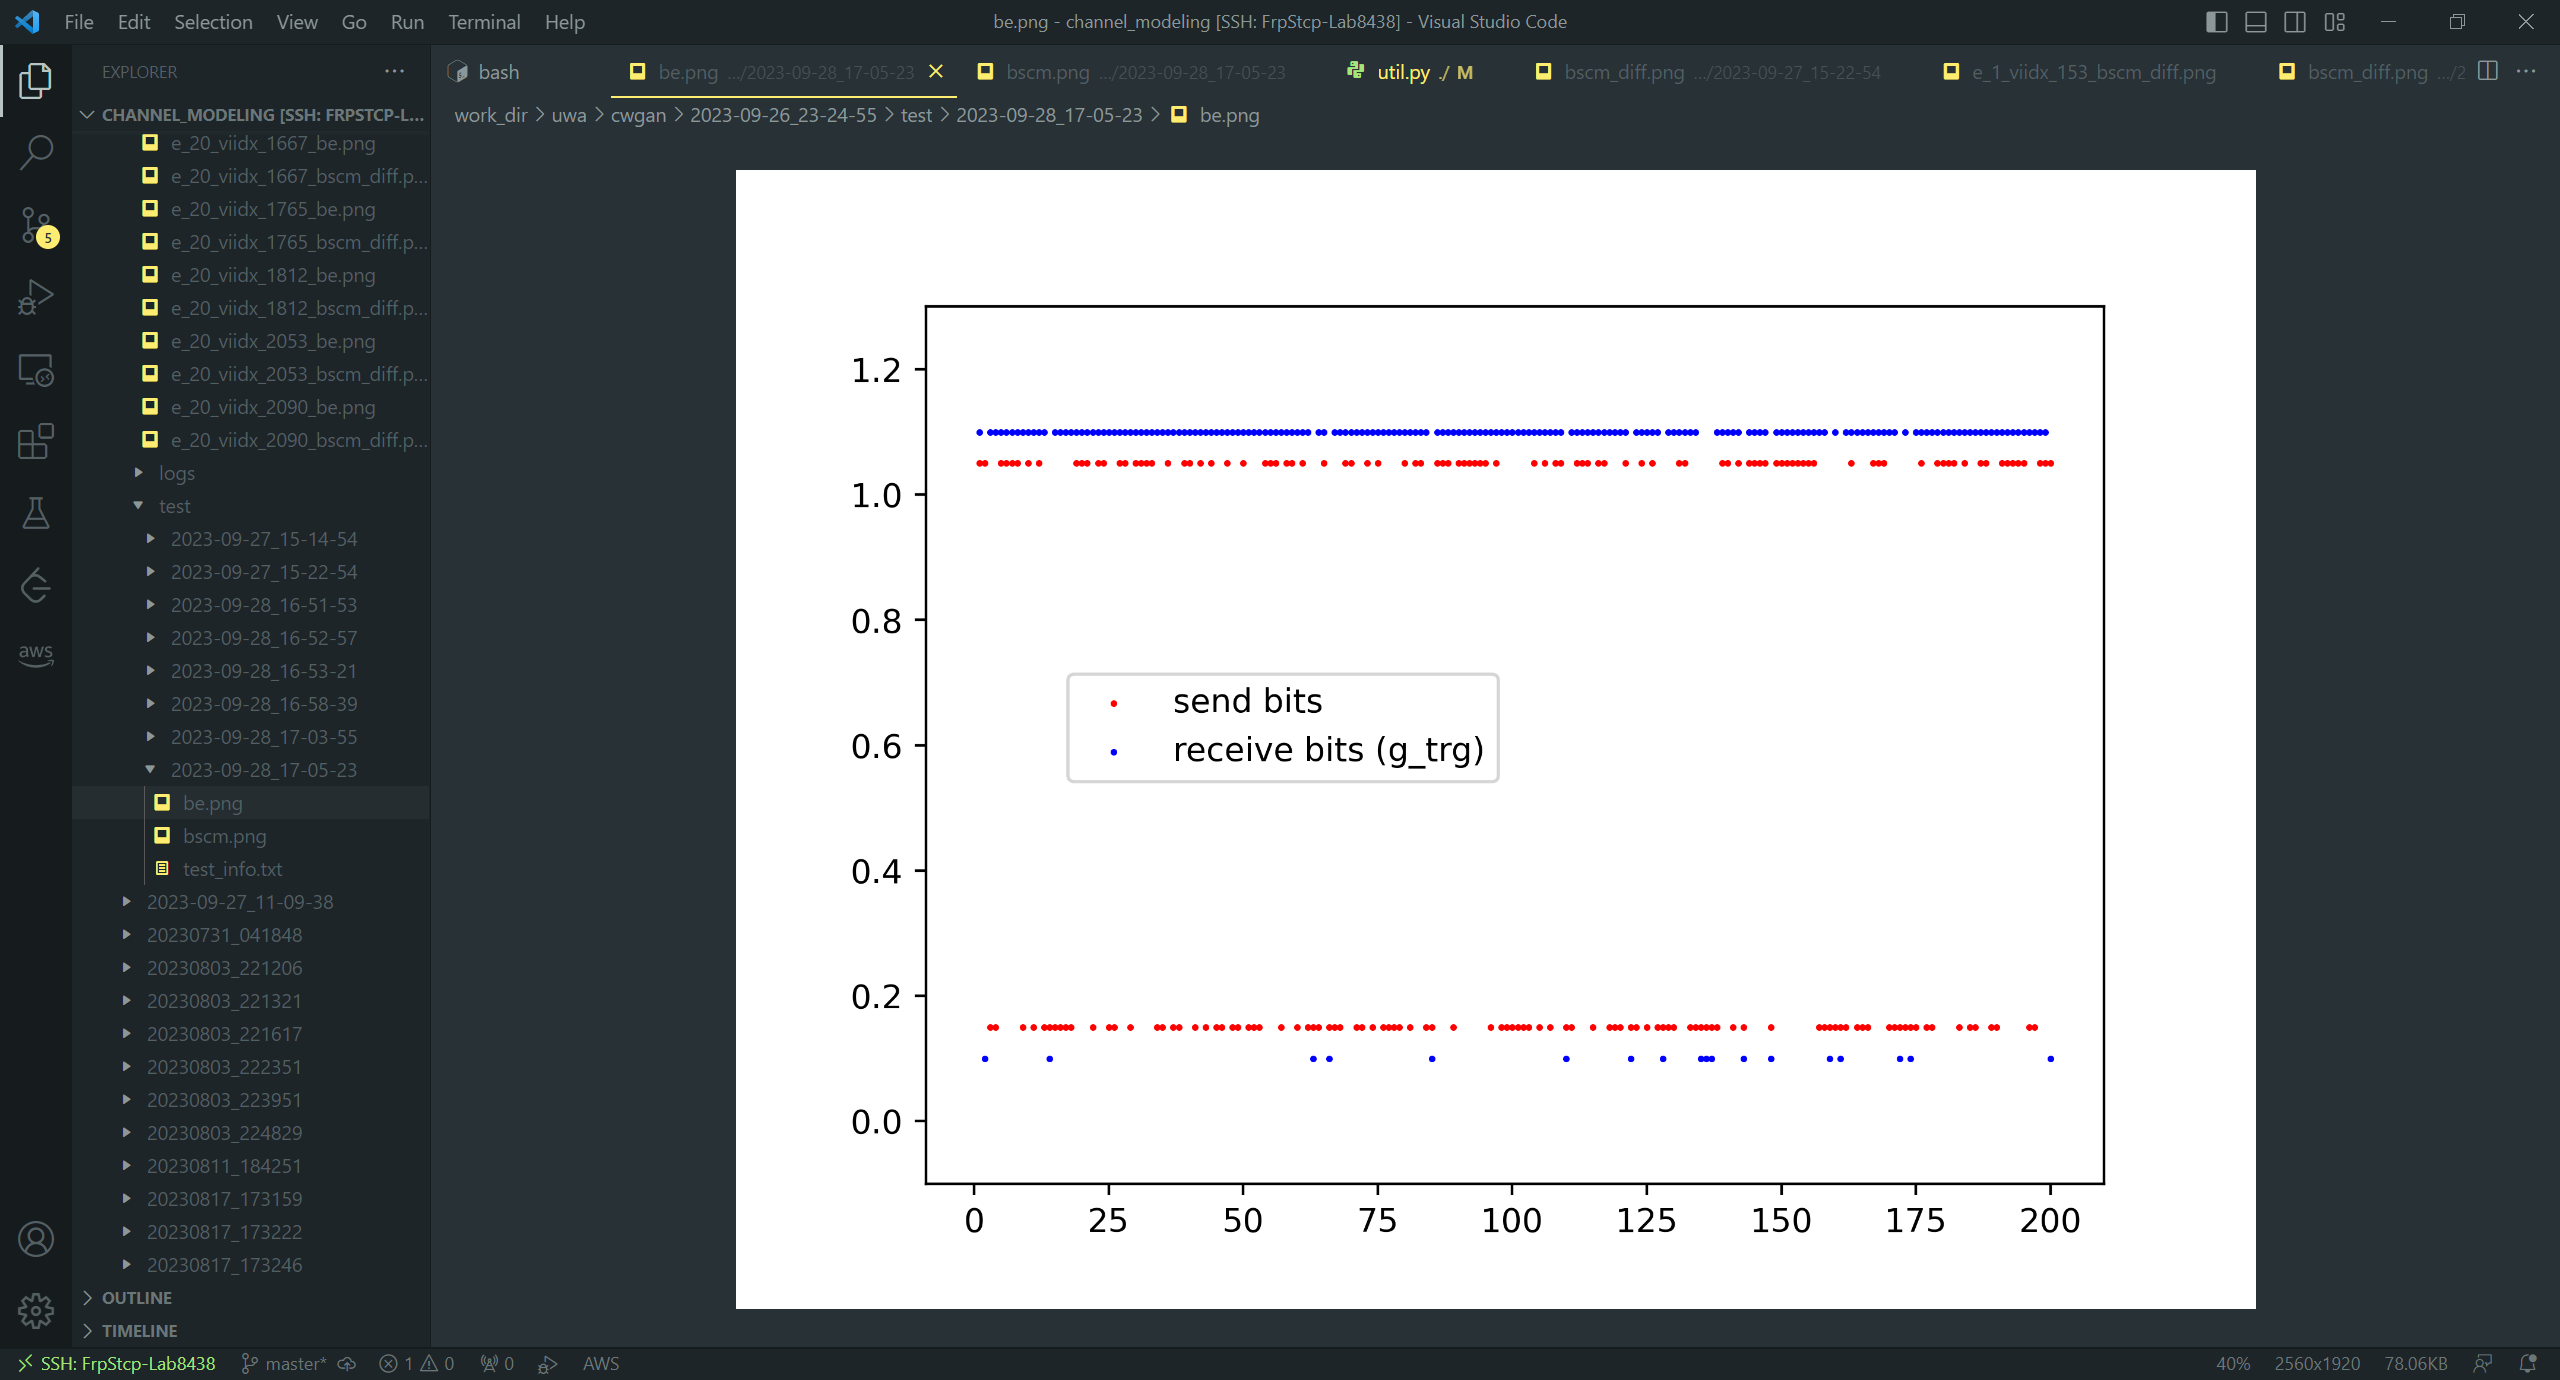 File Edit Selection View Go Run Terminal Help
be.png - channel_modeling [SSH: FrpStcp-Lab8438] - Visual Studio Code
EXPLORER
CHANNEL_MODELING [SSH: FRPSTCP-L...
e_20_viidx_1667_be.png
e_20_viidx_1667_bscm_diff.p...
e_20_viidx_1765_be.png
e_20_viidx_1765_bscm_diff.p...
e_20_viidx_1812_be.png
e_20_viidx_1812_bscm_diff.p...
e_20_viidx_2053_be.png
e_20_viidx_2053_bscm_diff.p...
e_20_viidx_2090_be.png
e_20_viidx_2090_bscm_diff.p...
logs
test
2023-09-27_15-14-54
2023-09-27_15-22-54
2023-09-28_16-51-53
2023-09-28_16-52-57
2023-09-28_16-53-21
2023-09-28_16-58-39
2023-09-28_17-03-55
2023-09-28_17-05-23
be.png
bscm.png
test_info.txt
2023-09-27_11-09-38
20230731_041848
20230803_221206
20230803_221321
20230803_221617
20230803_222351
20230803_223951
20230803_224829
20230811_184251
20230817_173159
20230817_173222
20230817_173246
OUTLINE
TIMELINE
5
aws
bash
be.png .../2023-09-28_17-05-23
bscm.png .../2023-09-28_17-05-23
util.py ./ M
bscm_diff.png .../2023-09-27_15-22-54
e_1_viidx_153_bscm_diff.png
bscm_diff.png .../2
work_dir > uwa > cwgan > 2023-09-26_23-24-55 > test > 2023-09-28_17-05-23 > be.png
1.2
1.0
0.8
0.6
0.4
0.2
0.0
send bits
receive bits (g_trg)
0 25 50 75 100 125 150 175 200
SSH: FrpStcp-Lab8438 master* 1 0 0 AWS
40% 2560x1920 78.06KB